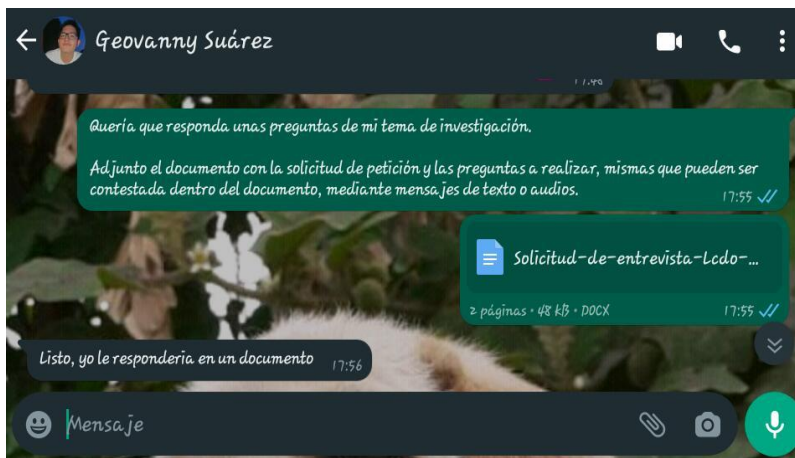 Geovanny Suárez
17:48
Quería que responda unas preguntas de mi tema de investigación.
Adjunto el documento con la solicitud de petición y las preguntas a realizar, mismas que pueden ser
contestada dentro del documento, mediante mensajes de texto o audios.
17:55
Solicitud-de-entrevista-Lcdo-...
2 páginas • 48 kB • DOCX
17:55
Listo, yo le respondería en un documento
17:56
Mensaje